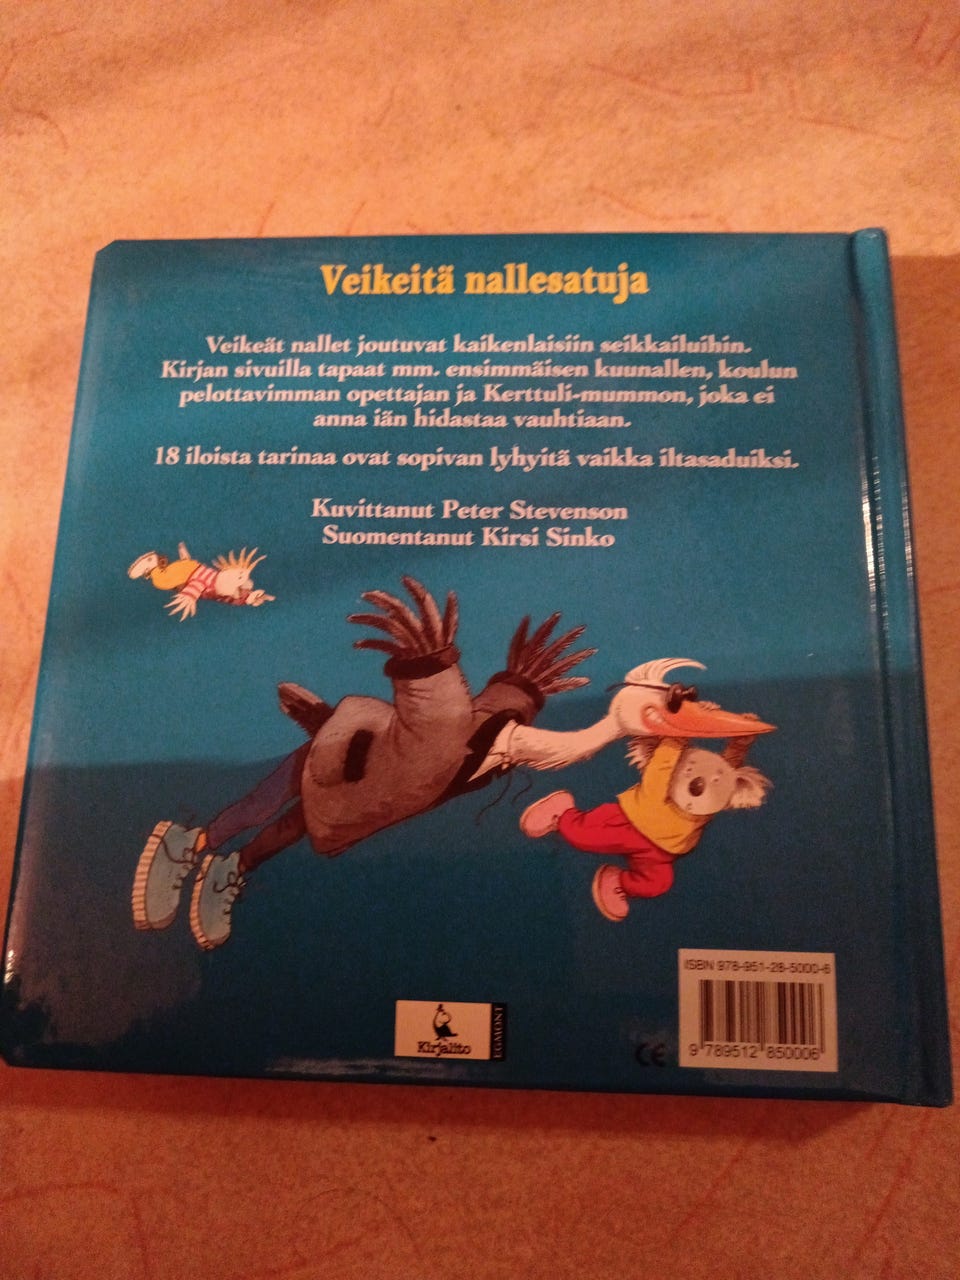 Veikeitä nallesatuja
Veikeät nallet joutuvat kaikenlaisiin seikkailuihin.
Kirjan sivuilla tapaat mm. ensimmäisen kuunallen, koulun
pelottavimman opettajan ja Kerttuli-mummon, joka ei
anna iän hidastaa vauhtiaan.
18 iloista tarinaa ovat sopivan lyhyitä vaikka iltasaduiksi.
Kuvittanut Peter Stevenson
Suomentanut Kirsi Sinko
ISBN 978-951-28-5000-6
9 789512 850006
CE
Kirjalito
EGMONT